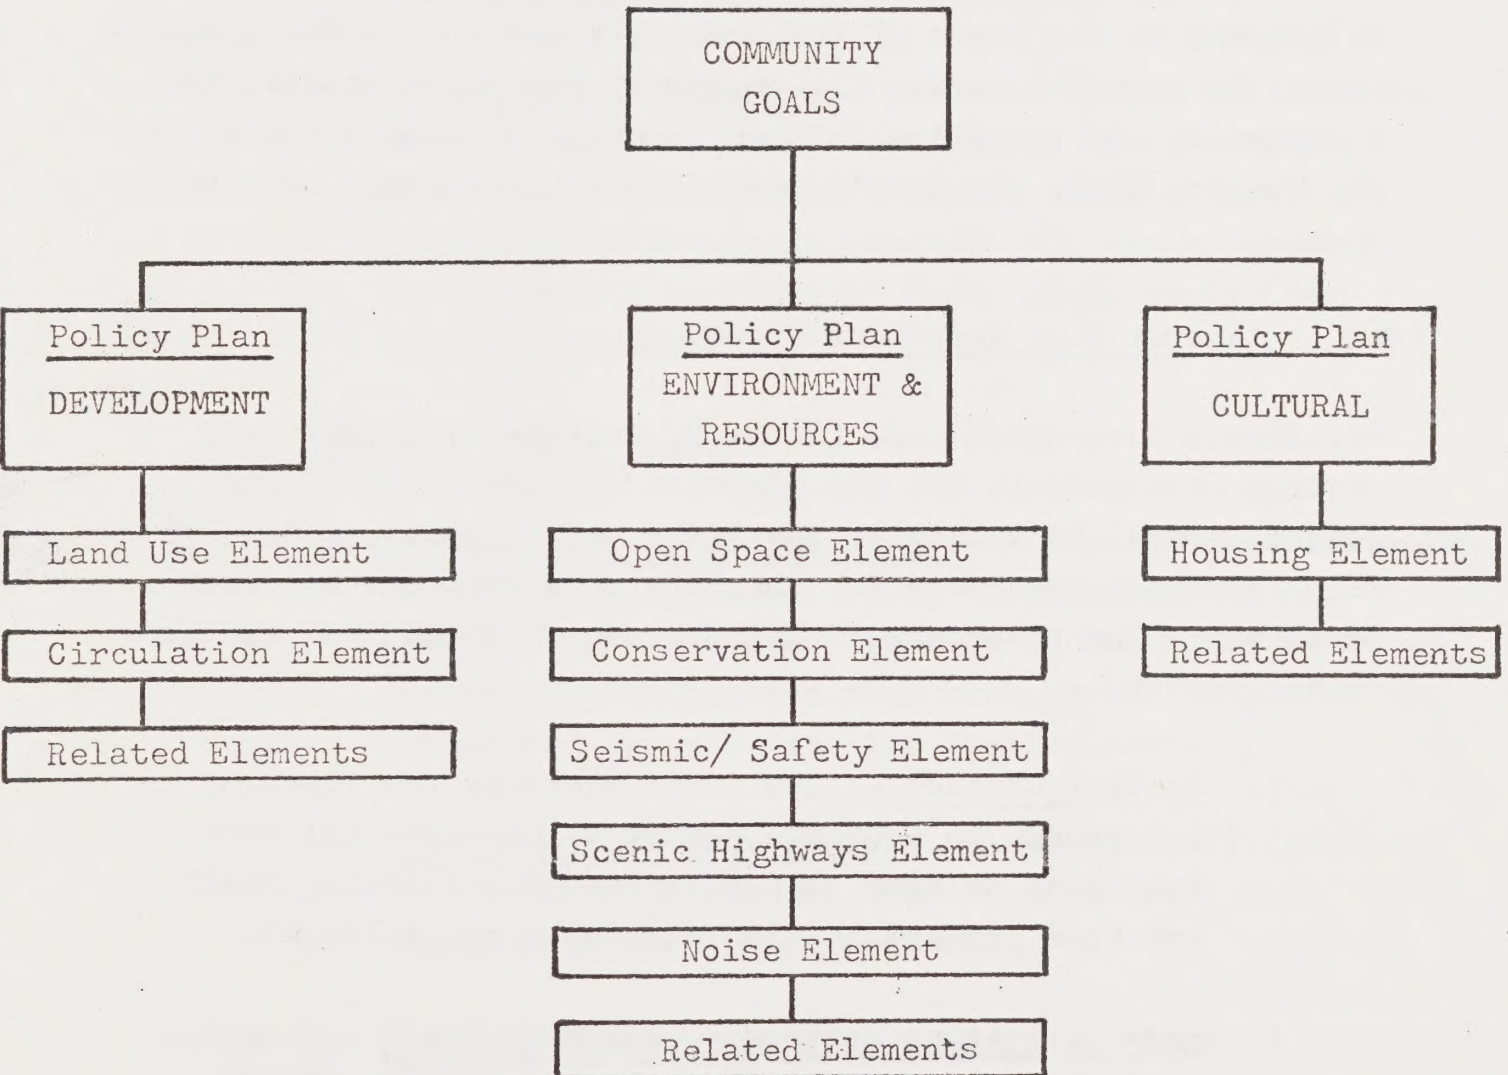 COMMUNITY
GOALS
Policy Plan
DEVELOPMENT
Land Use Element
Circulation Element
Related Elements
Policy Plan
ENVIRONMENT &
RESOURCES
Open Space Element
Conservation Element
Seismic/ Safety Element
Scenic Highways Element
Noise Element
Related Elements
Policy Plan
CULTURAL
Housing Element
Related Elements